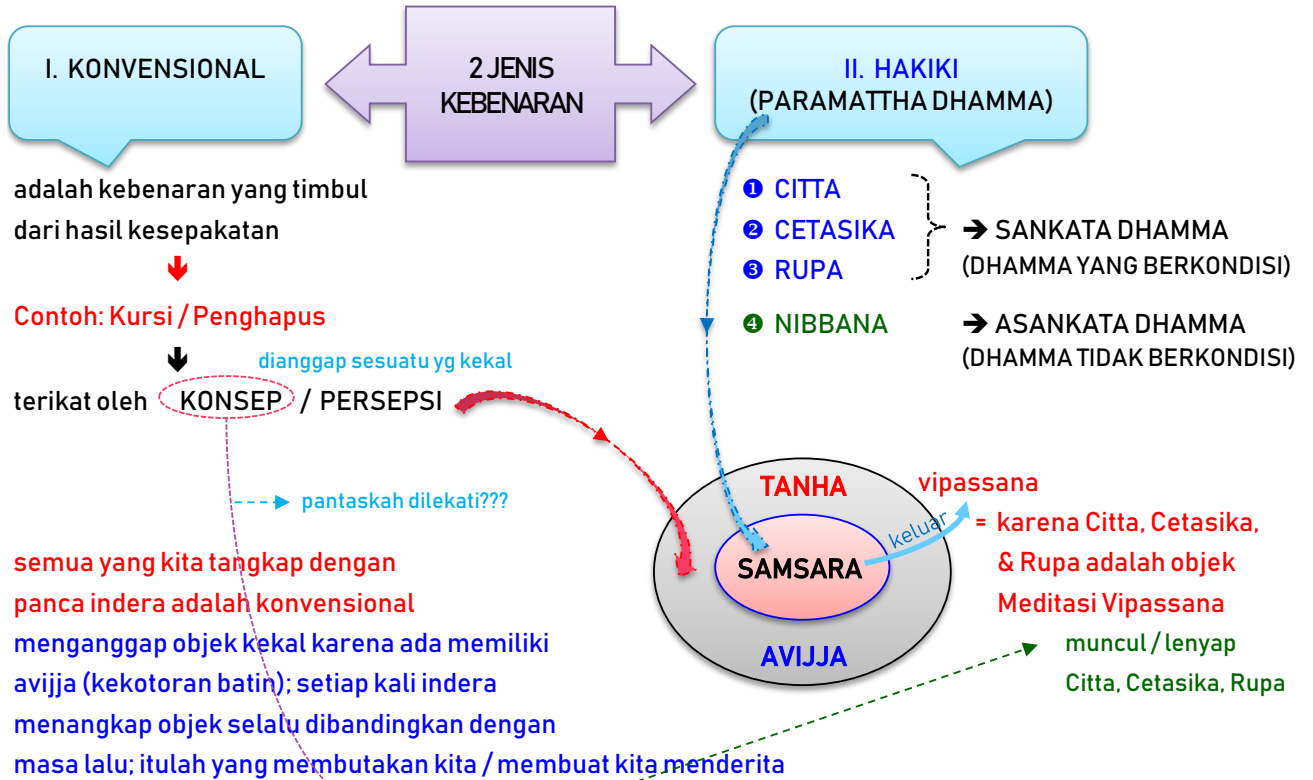 I. KONVENSIONAL
2 JENIS
KEBENARAN
II. HAKIKI
(PARAMATTHA DHAMMA)
adalah kebenaran yang timbul
dari hasil kesepakatan
Contoh: Kursi / Penghapus
dianggap sesuatu yg kekal
terikat oleh KONSEP / PERSEPSI
pantaskah dilekati???
semua yang kita tangkap dengan
panca indera adalah konvensional
menganggap objek kekal karena ada memiliki
avijja (kekotoran batin); setiap kali indera
menangkap objek selalu dibandingkan dengan
masa lalu; itulah yang membutakan kita / membuat kita menderita
❶ CITTA
❷ CETASIKA
❸ RUPA
➔ SANKATA DHAMMA
(DHAMMA YANG BERKONDISI)
❹ NIBBANA
➔ ASANKATA DHAMMA
(DHAMMA TIDAK BERKONDISI)
TANHA
SAMSARA
AVIJJA
keluar
vipassana
= karena Citta, Cetasika,
& Rupa adalah objek
Meditasi Vipassana
muncul / lenyap
Citta, Cetasika, Rupa